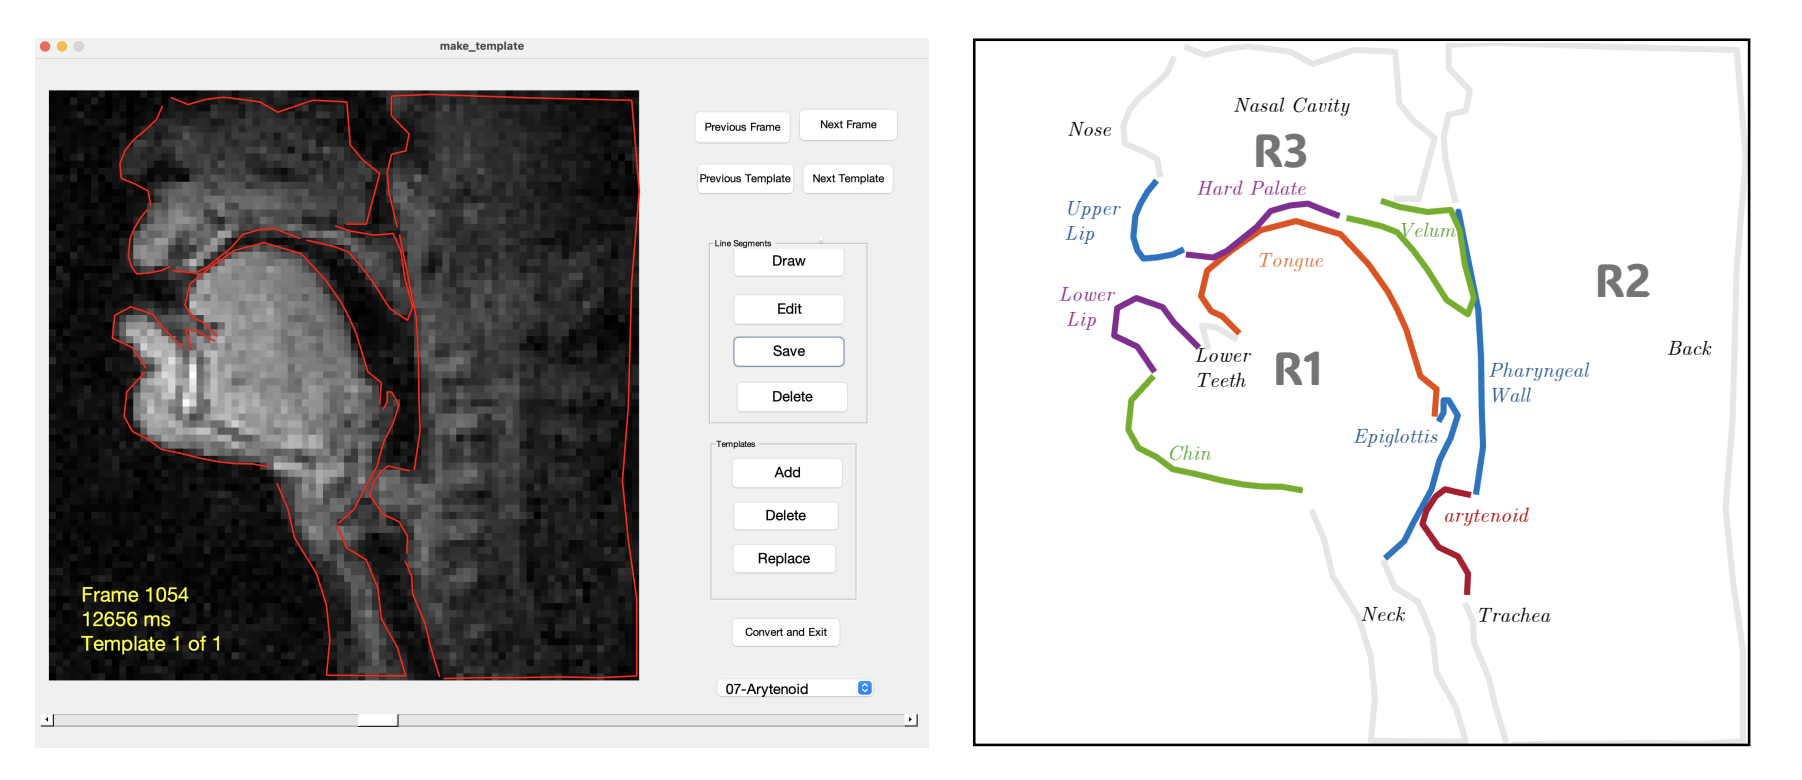 make_template
Previous Frame
Next Frame
Previous Template
Next Template
Line Segments
Draw
Edit
Save
Delete
Templates
Add
Delete
Replace
Convert and Exit
07-Arytenoid
Frame 1054
12656 ms
Template 1 of 1
Nasal Cavity
Nose
R3
Hard Palate
Upper
Lip
Velum
Tongue
R2
Lower
Lip
Lower
Teeth
R1
Back
Pharyngeal
Wall
Epiglottis
Chin
arytenoid
Neck
Trachea